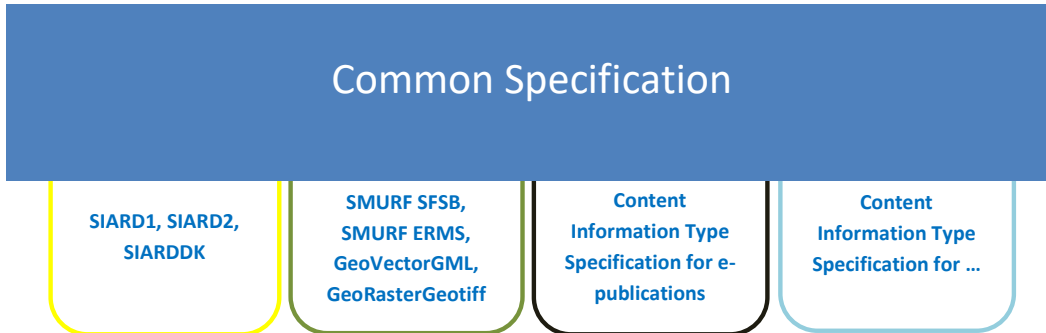 Common Specification
SIARD1, SIARD2,
SIARDDK
SMURF SFSB,
SMURF ERMS,
GeoVectorGML,
GeoRasterGeotiff
Content
Information Type
Specification for e-
publications
Content
Information Type
Specification for …